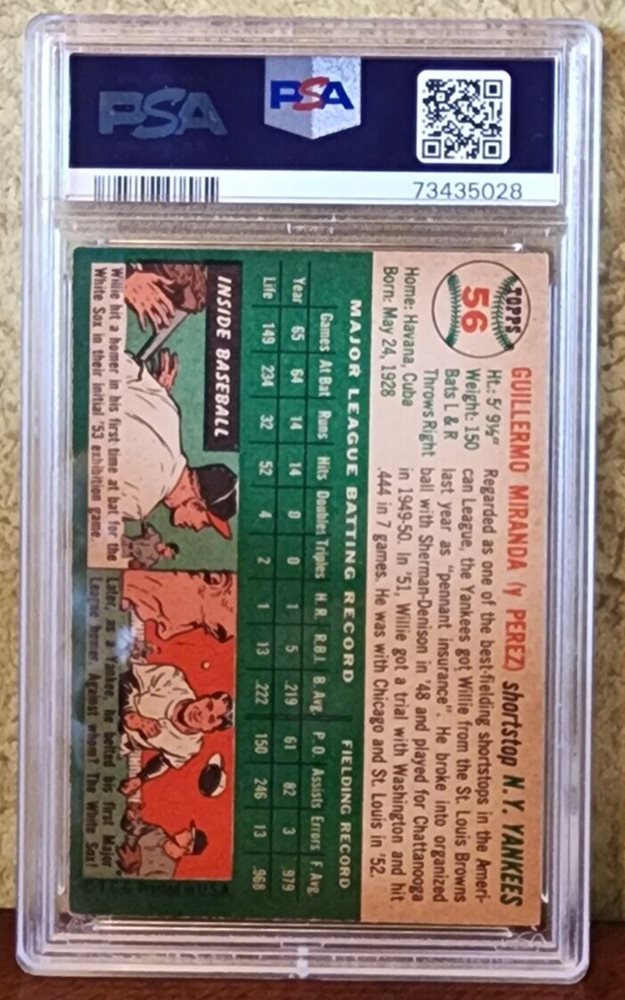 PSA
PSA
73435028
TOPPS
56
GUILLERMO MIRANDA (y PEREZ) shortstop N.Y. YANKEES
Ht.: 5' 9½"
Weight: 150
Bats L & R
Throws Right
Home: Havana, Cuba
Born: May 24, 1928
Regarded as one of the best-fielding shortstops in the Ameri-
can League, the Yankees got Willie from the St. Louis Browns
last year as "pennant insurance". He broke into organized
ball with Sherman-Denison in '48 and played for Chattanooga
in 1949-50. In '51, Willie got a trial with Washington and hit
.444 in 7 games. He was with Chicago and St. Louis in '52.
MAJOR LEAGUE BATTING RECORD FIELDING RECORD
Games At Bat Runs Hits Doubles Triples H.R. R.B.I. B.Avg. P.O. Assists Errors F.Avg.
Year 65 64 14 14 0 0 1 5 .219 61 82 3 .979
Life 149 234 32 52 4 2 1 13 .222 150 246 13 .968
INSIDE BASEBALL
Willie hit a homer in his first time at bat for the
White Sox in their initial '53 exhibition game.
Later, as a Yankee, he belted his first Major
League homer. Against whom? The White Sox!
© T.C.G. Printed in U.S.A.